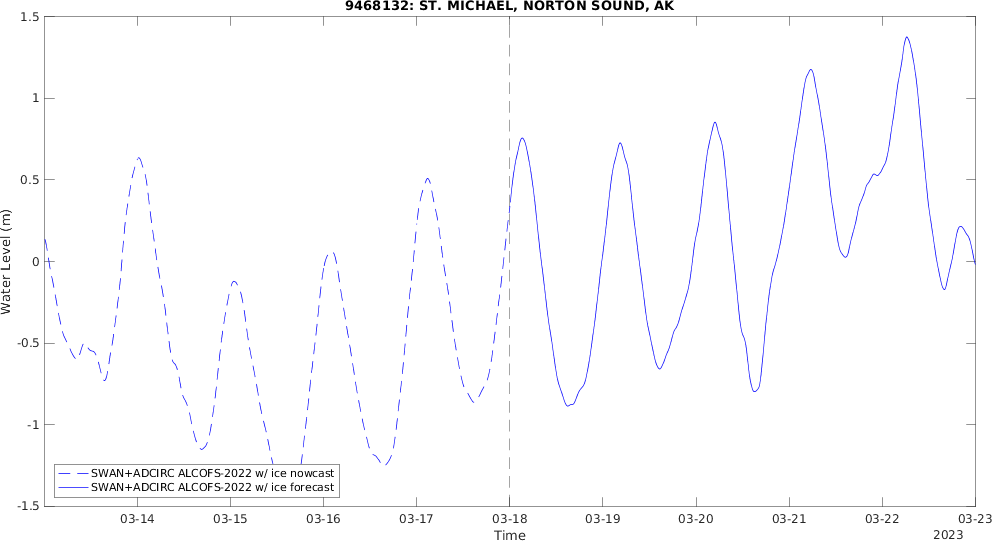 9468132: ST. MICHAEL, NORTON SOUND, AK
1.5
1
0.5
0
-0.5
-1
-1.5
Water Level (m)
SWAN+ADCIRC ALCOFS-2022 w/ ice nowcast
SWAN+ADCIRC ALCOFS-2022 w/ ice forecast
03-14 03-15 03-16 03-17 03-18 03-19 03-20 03-21 03-22 03-23
Time
2023